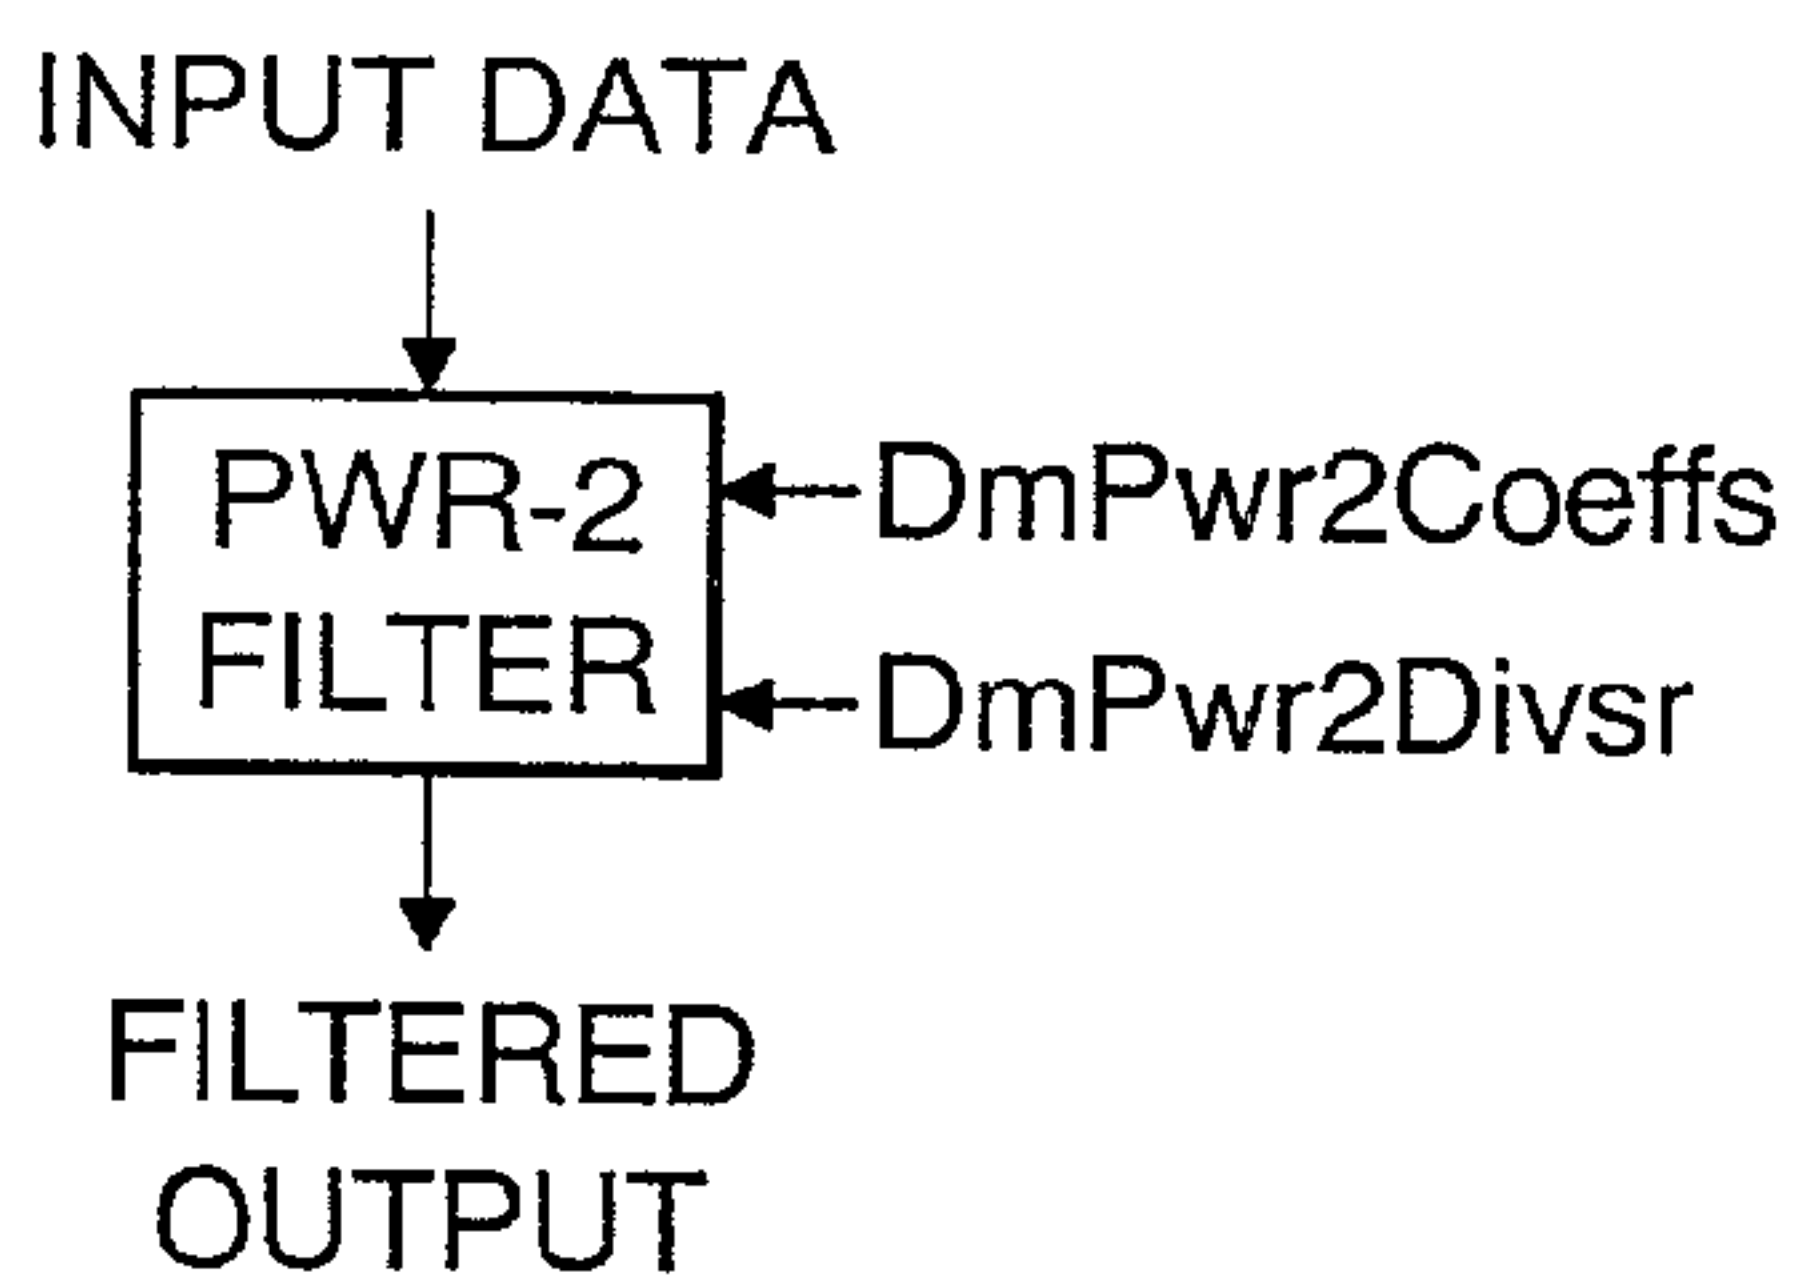 INPUT DATA
PWR-2
FILTER
DmPwr2Coeffs
DmPwr2Divsr
FILTERED
OUTPUT